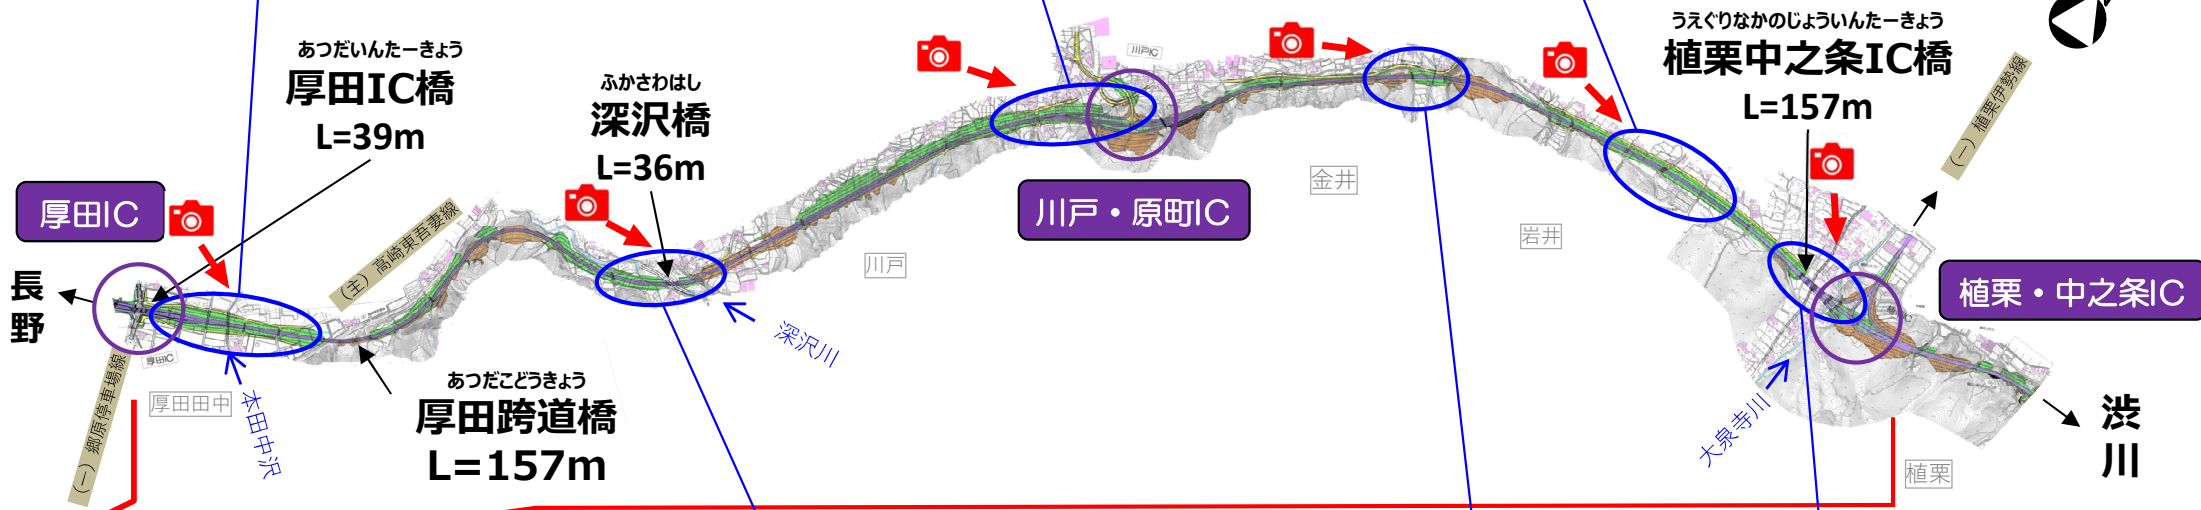 あつだいんたーきょう
厚田IC橋
L=39m
ふかさわはし
深沢橋
L=36m
うえぐりなかのじょういんたーきょう
植栗中之条IC橋
L=157m
川戸IC
(一) 植栗伊勢線
厚田IC
川戸・原町IC
金井
岩井
川戸
植栗・中之条IC
(主) 高崎東吾妻線
長野
厚田IC
深沢川
(一) 郷原停車場線
厚田田中
本田中沢
あつだこどうきょう
厚田跨道橋
L=157m
大泉寺川
植栗
渋川